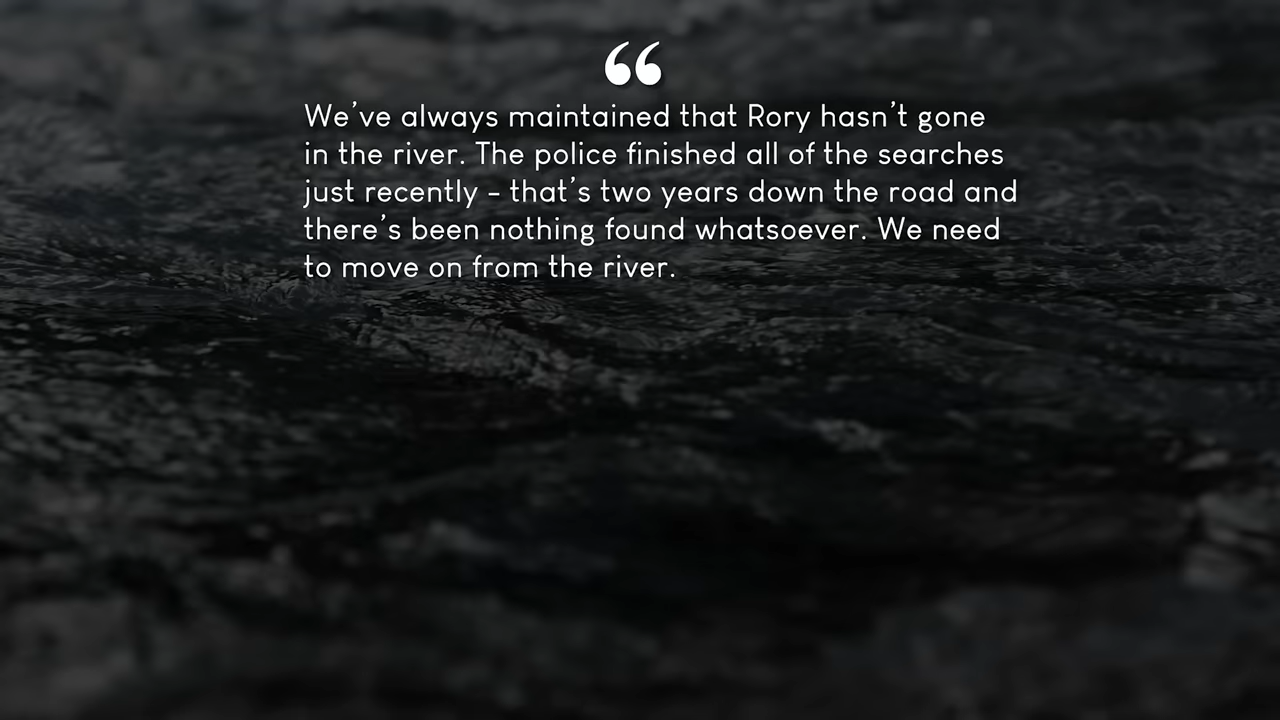 “
We’ve always maintained that Rory hasn’t gone
in the river. The police finished all of the searches
just recently – that’s two years down the road and
there’s been nothing found whatsoever. We need
to move on from the river.